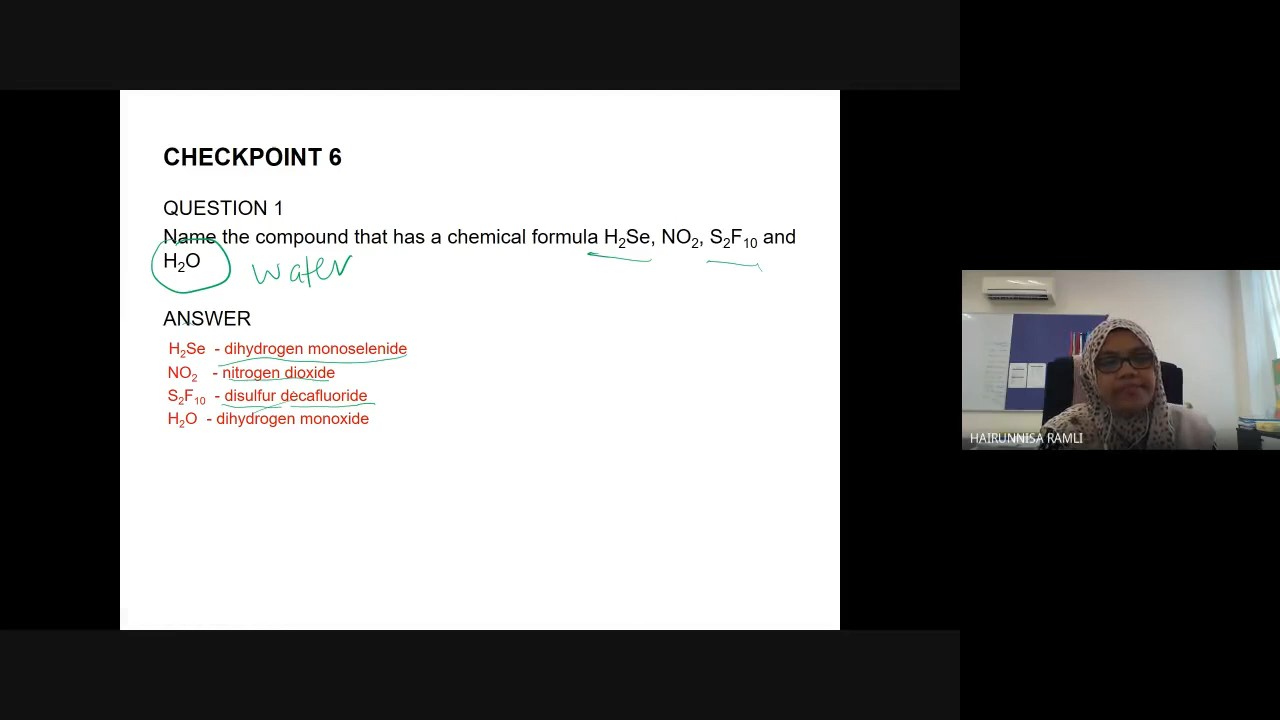 CHECKPOINT 6
QUESTION 1
Name the compound that has a chemical formula H₂Se, NO₂, S₂F₁₀ and
H₂O water
ANSWER
H₂Se - dihydrogen monoselenide
NO₂ - nitrogen dioxide
S₂F₁₀ - disulfur decafluoride
H₂O - dihydrogen monoxide
HAIRUNNISA RAMLI